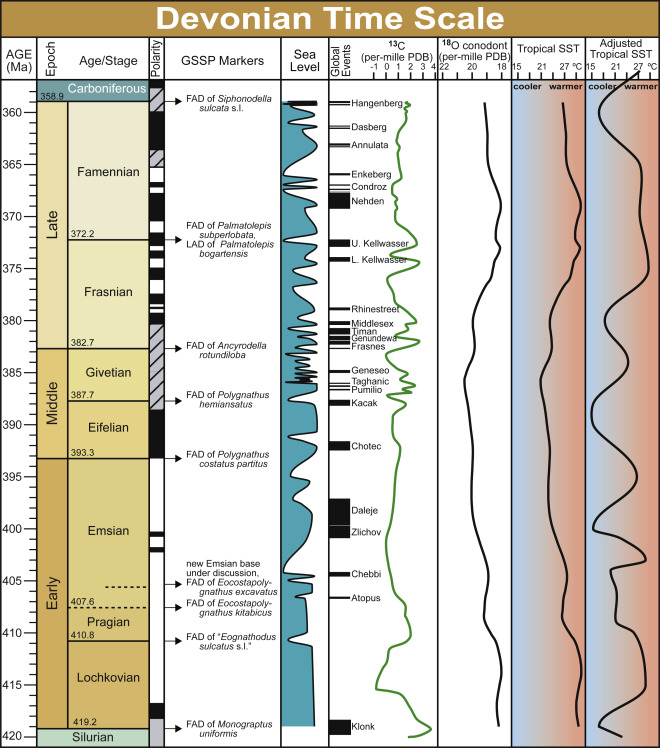 Devonian Time Scale
AGE
(Ma)
Epoch
Age/Stage
Polarity
GSSP Markers
Sea
Level
Global
Events
13C
(per-mille PDB)
-1 0 1 2 3 4
18O conodont
(per-mille PDB)
22 20 18
Tropical SST
15 21 27 ºC
cooler warmer
Adjusted
Tropical SST
15 21 27 ºC
cooler warmer
360
365
370
375
380
385
390
395
400
405
410
415
420
Late
Middle
Early
Carboniferous
358.9
Famennian
372.2
Frasnian
382.7
Givetian
387.7
Eifelian
393.3
Emsian
407.6
Pragian
410.8
Lochkovian
419.2
Silurian
FAD of Siphonodella
sulcata s.l.
FAD of Palmatolepis
subperlobata,
LAD of Palmatolepis
bogartensis
FAD of Ancyrodella
rotundiloba
FAD of Polygnathus
hemiansatus
FAD of Polygnathus
costatus partitus
new Emsian base
under discussion,
FAD of Eocostapoly-
gnathus excavatus
FAD of Eocostapoly-
gnathus kitabicus
FAD of “Eognathodus
sulcatus s.l.”
FAD of Monograptus
uniformis
Hangenberg
Dasberg
Annulata
Enkeberg
Condroz
Nehden
U. Kellwasser
L. Kellwasser
Rhinestreet
Middlesex
Timan
Genundewa
Frasnes
Geneseo
Taghanic
Pumilio
Kacak
Chotec
Daleje
Zlichov
Chebbi
Atopus
Klonk